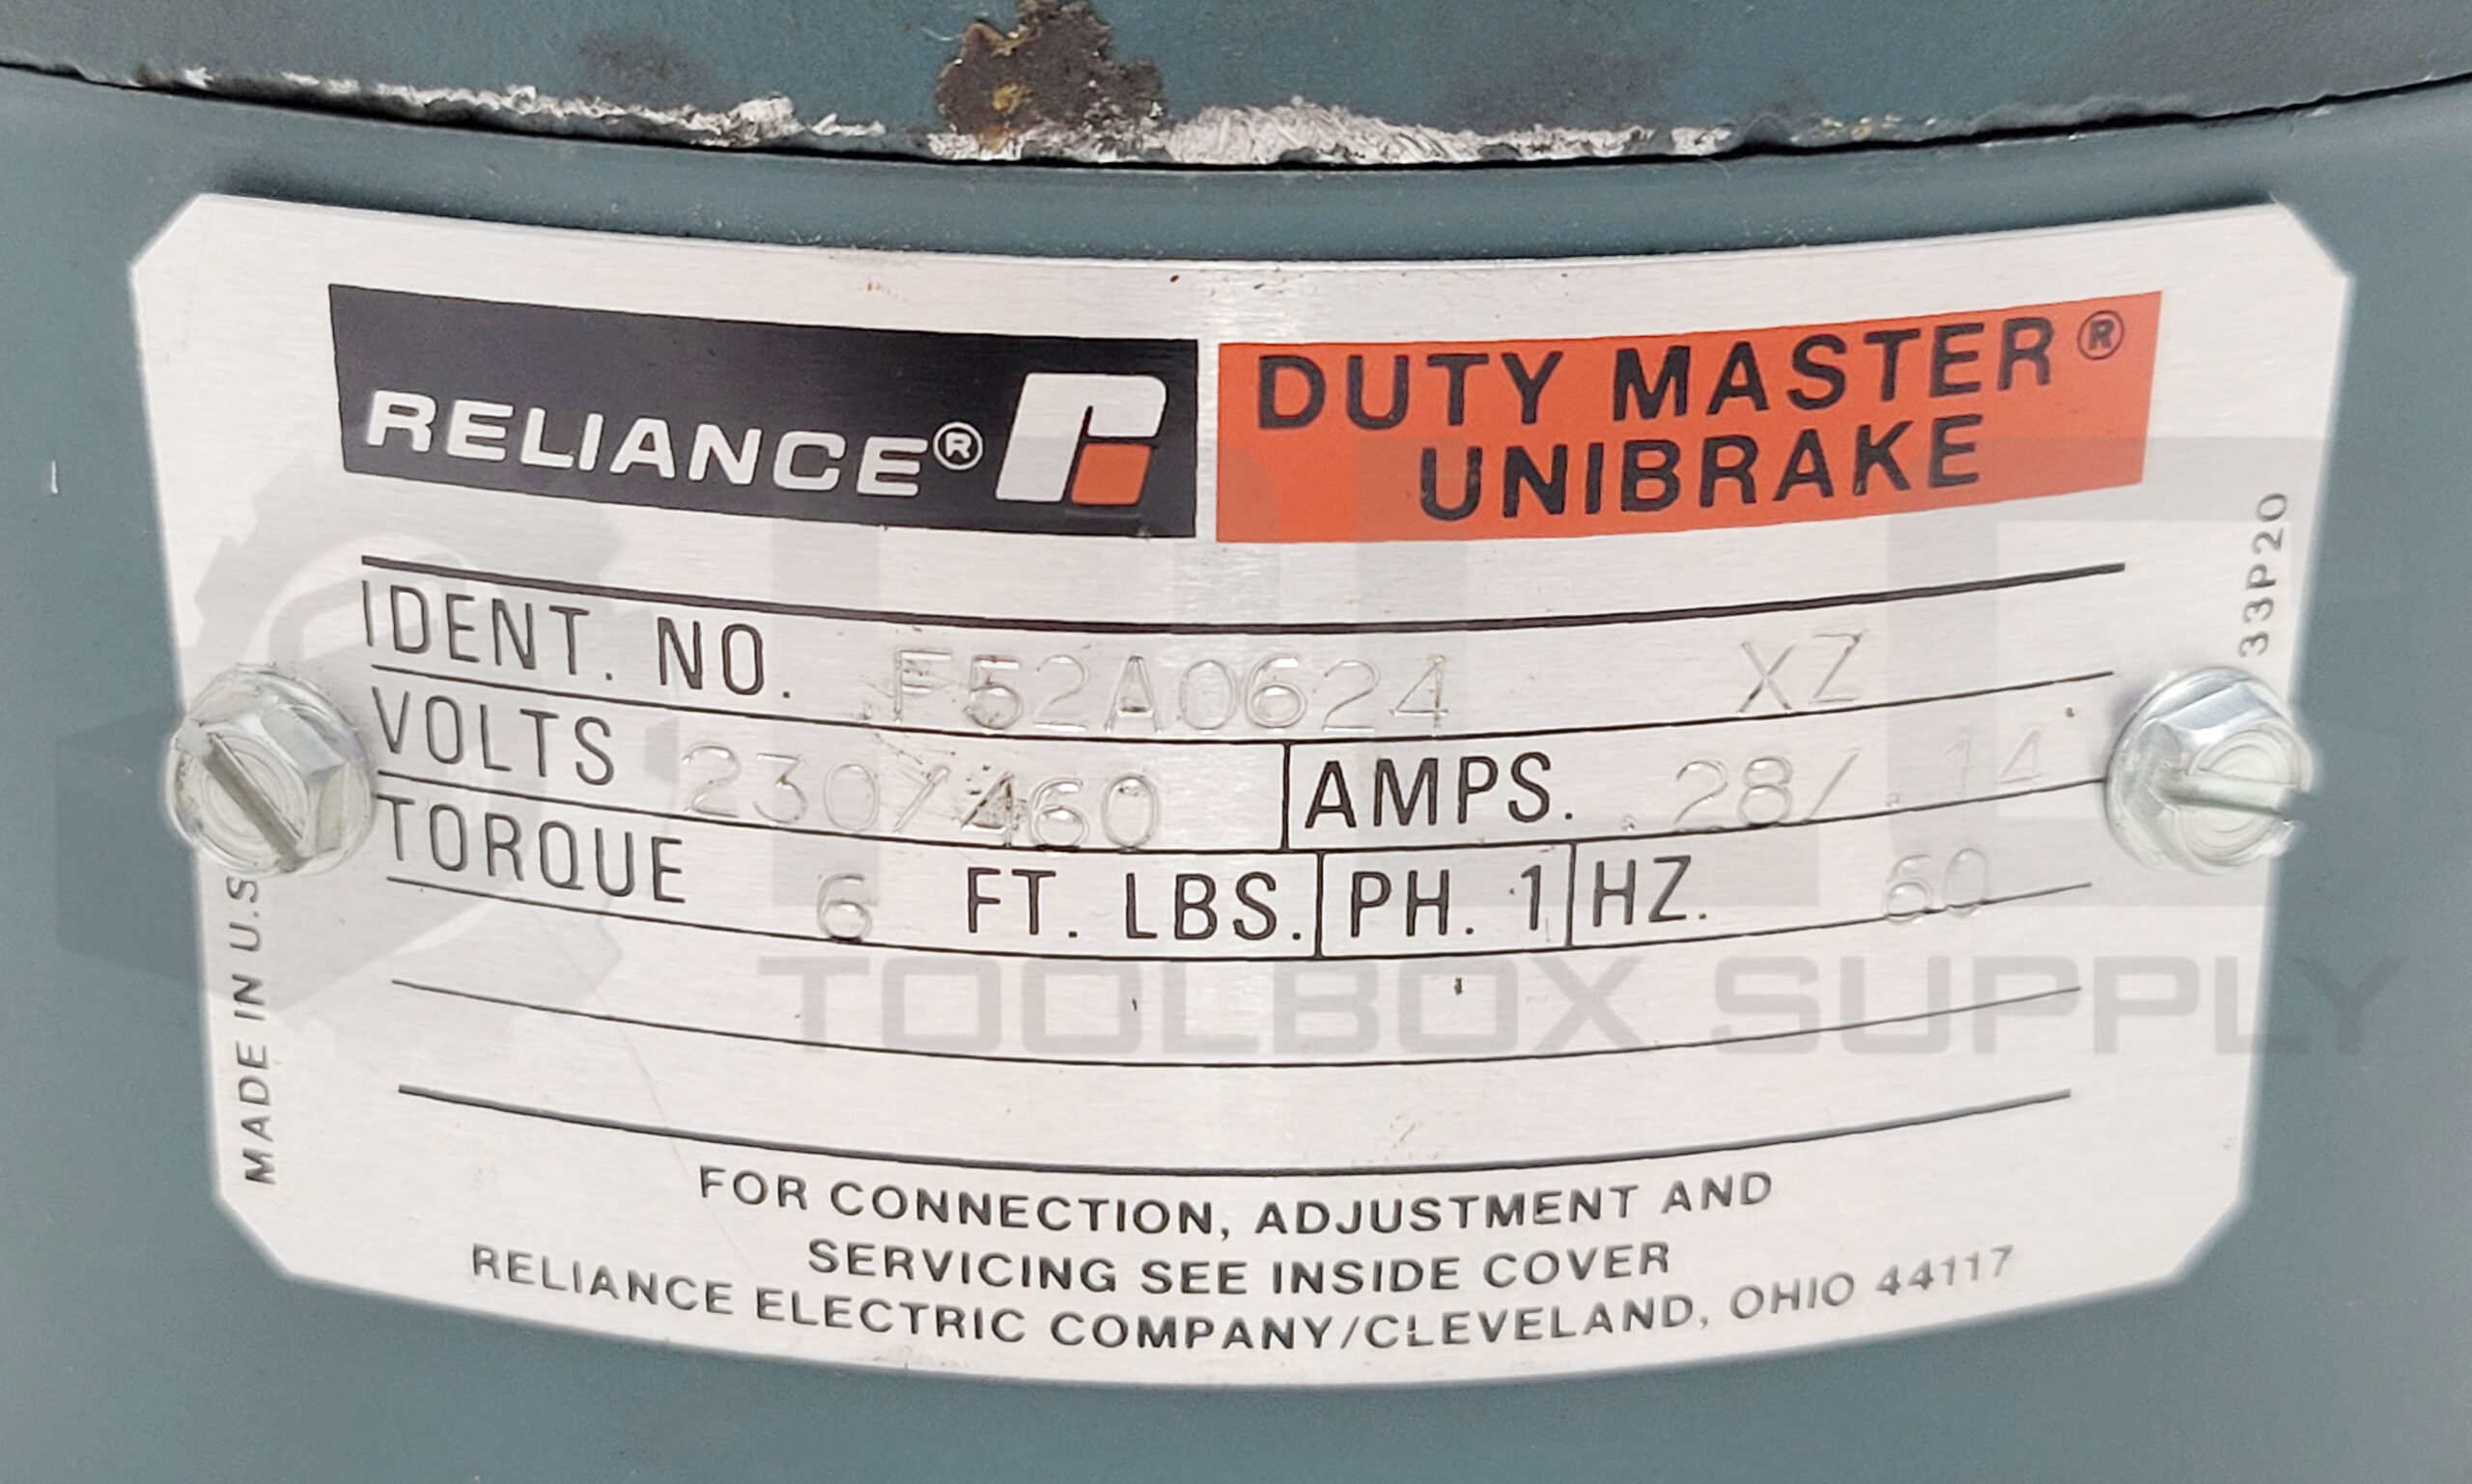 RELIANCE®
DUTY MASTER®
UNIBRAKE
IDENT. NO. F52A0624 XZ
VOLTS 230/460 AMPS. .28/.14
TORQUE 6 FT. LBS. PH. 1 HZ. 60
FOR CONNECTION, ADJUSTMENT AND
SERVICING SEE INSIDE COVER
RELIANCE ELECTRIC COMPANY/CLEVELAND, OHIO 44117
MADE IN U.S
33P20
TOOLBOX SUPPLY